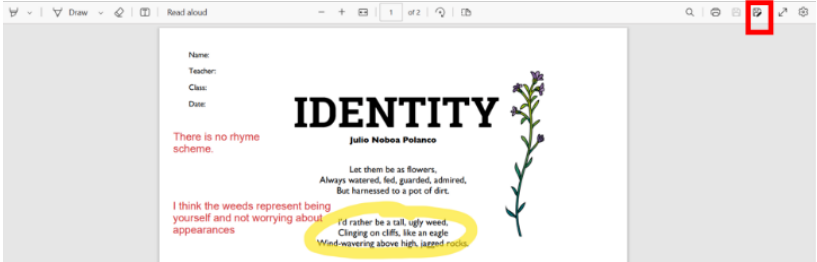 Draw
Read aloud
1 of 2
Name:
Teacher:
Class:
Date:
IDENTITY
Julio Noboa Polanco
There is no rhyme
scheme.
Let them be as flowers,
Always watered, fed, guarded, admired,
But harnessed to a pot of dirt.
I think the weeds represent being
yourself and not worrying about
appearances
I'd rather be a tall, ugly weed,
Clinging on cliffs, like an eagle
Wind-wavering above high, jagged rocks.